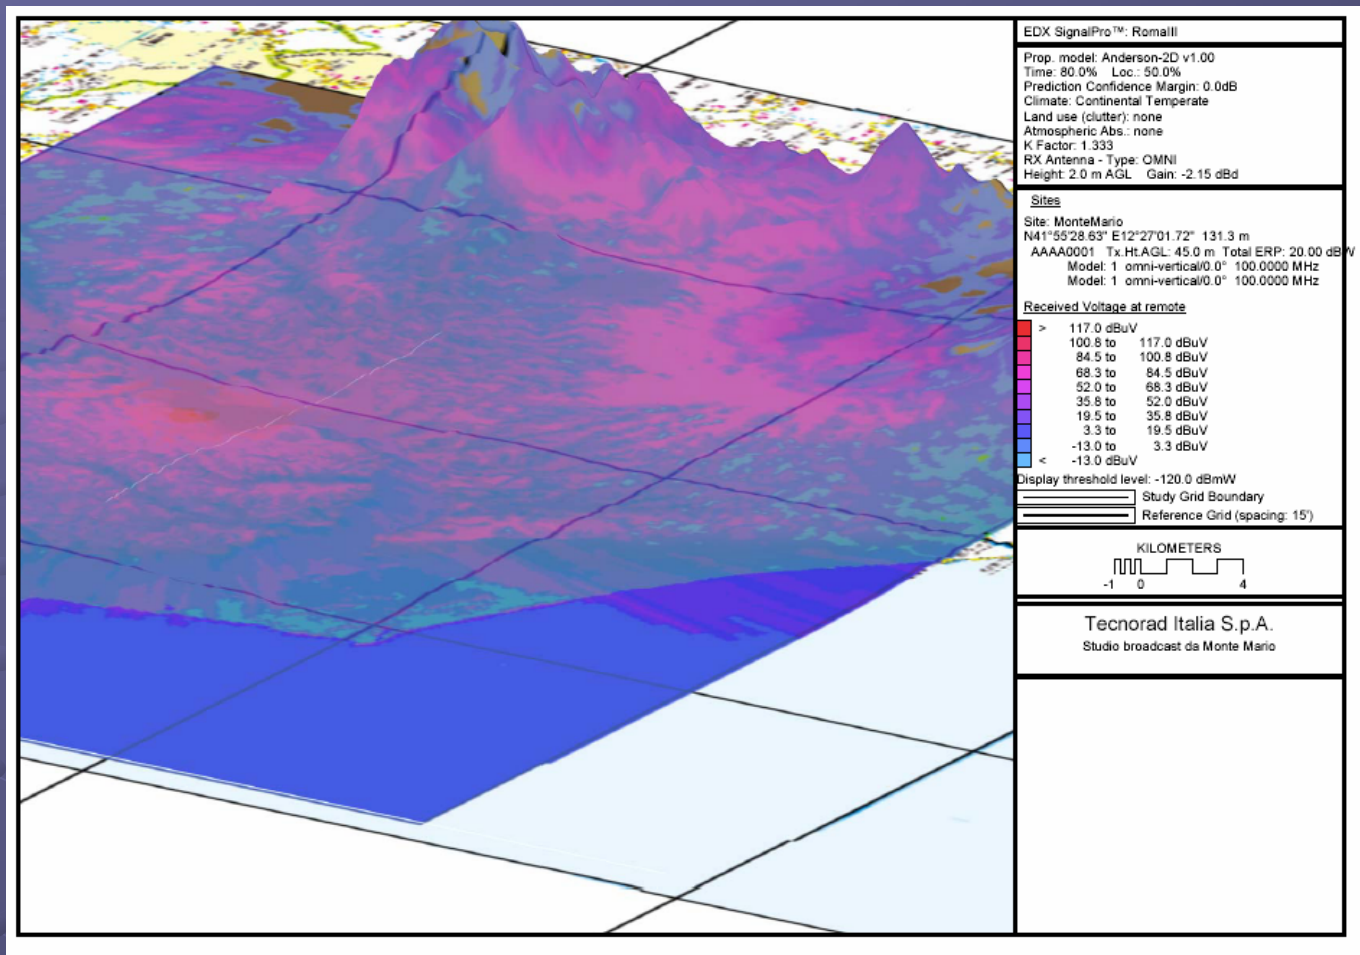 EDX SignalPro™: RomaIII
Prop. model: Anderson-2D v1.00
Time: 80.0% Loc.: 50.0%
Prediction Confidence Margin: 0.0dB
Climate: Continental Temperate
Land use (clutter): none
Atmospheric Abs.: none
K Factor: 1.333
RX Antenna - Type: OMNI
Height: 2.0 m AGL Gain: -2.15 dBd
Sites
Site: MonteMario
N41°55'28.63" E12°27'01.72" 131.3 m
AAAA0001 Tx.Ht.AGL: 45.0 m Total ERP: 20.00 dBW
Model: 1 omni-vertical/0.0° 100.0000 MHz
Model: 1 omni-vertical/0.0° 100.0000 MHz
Received Voltage at remote
> 117.0 dBuV
100.8 to 117.0 dBuV
84.5 to 100.8 dBuV
68.3 to 84.5 dBuV
52.0 to 68.3 dBuV
35.8 to 52.0 dBuV
19.5 to 35.8 dBuV
3.3 to 19.5 dBuV
-13.0 to 3.3 dBuV
< -13.0 dBuV
Display threshold level: -120.0 dBmW
Study Grid Boundary
Reference Grid (spacing: 15')
KILOMETERS
-1 0 4
Tecnorad Italia S.p.A.
Studio broadcast da Monte Mario